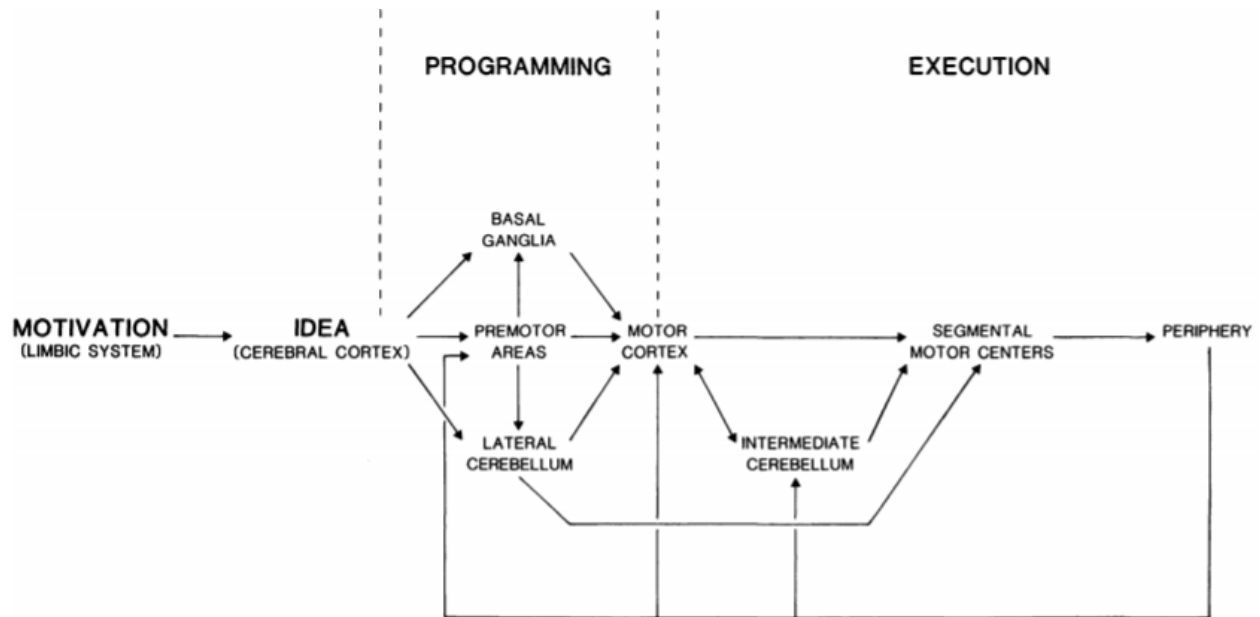 PROGRAMMING
EXECUTION
BASAL
GANGLIA
MOTIVATION
(LIMBIC SYSTEM)
IDEA
(CEREBRAL CORTEX)
PREMOTOR
AREAS
MOTOR
CORTEX
SEGMENTAL
MOTOR CENTERS
PERIPHERY
LATERAL
CEREBELLUM
INTERMEDIATE
CEREBELLUM